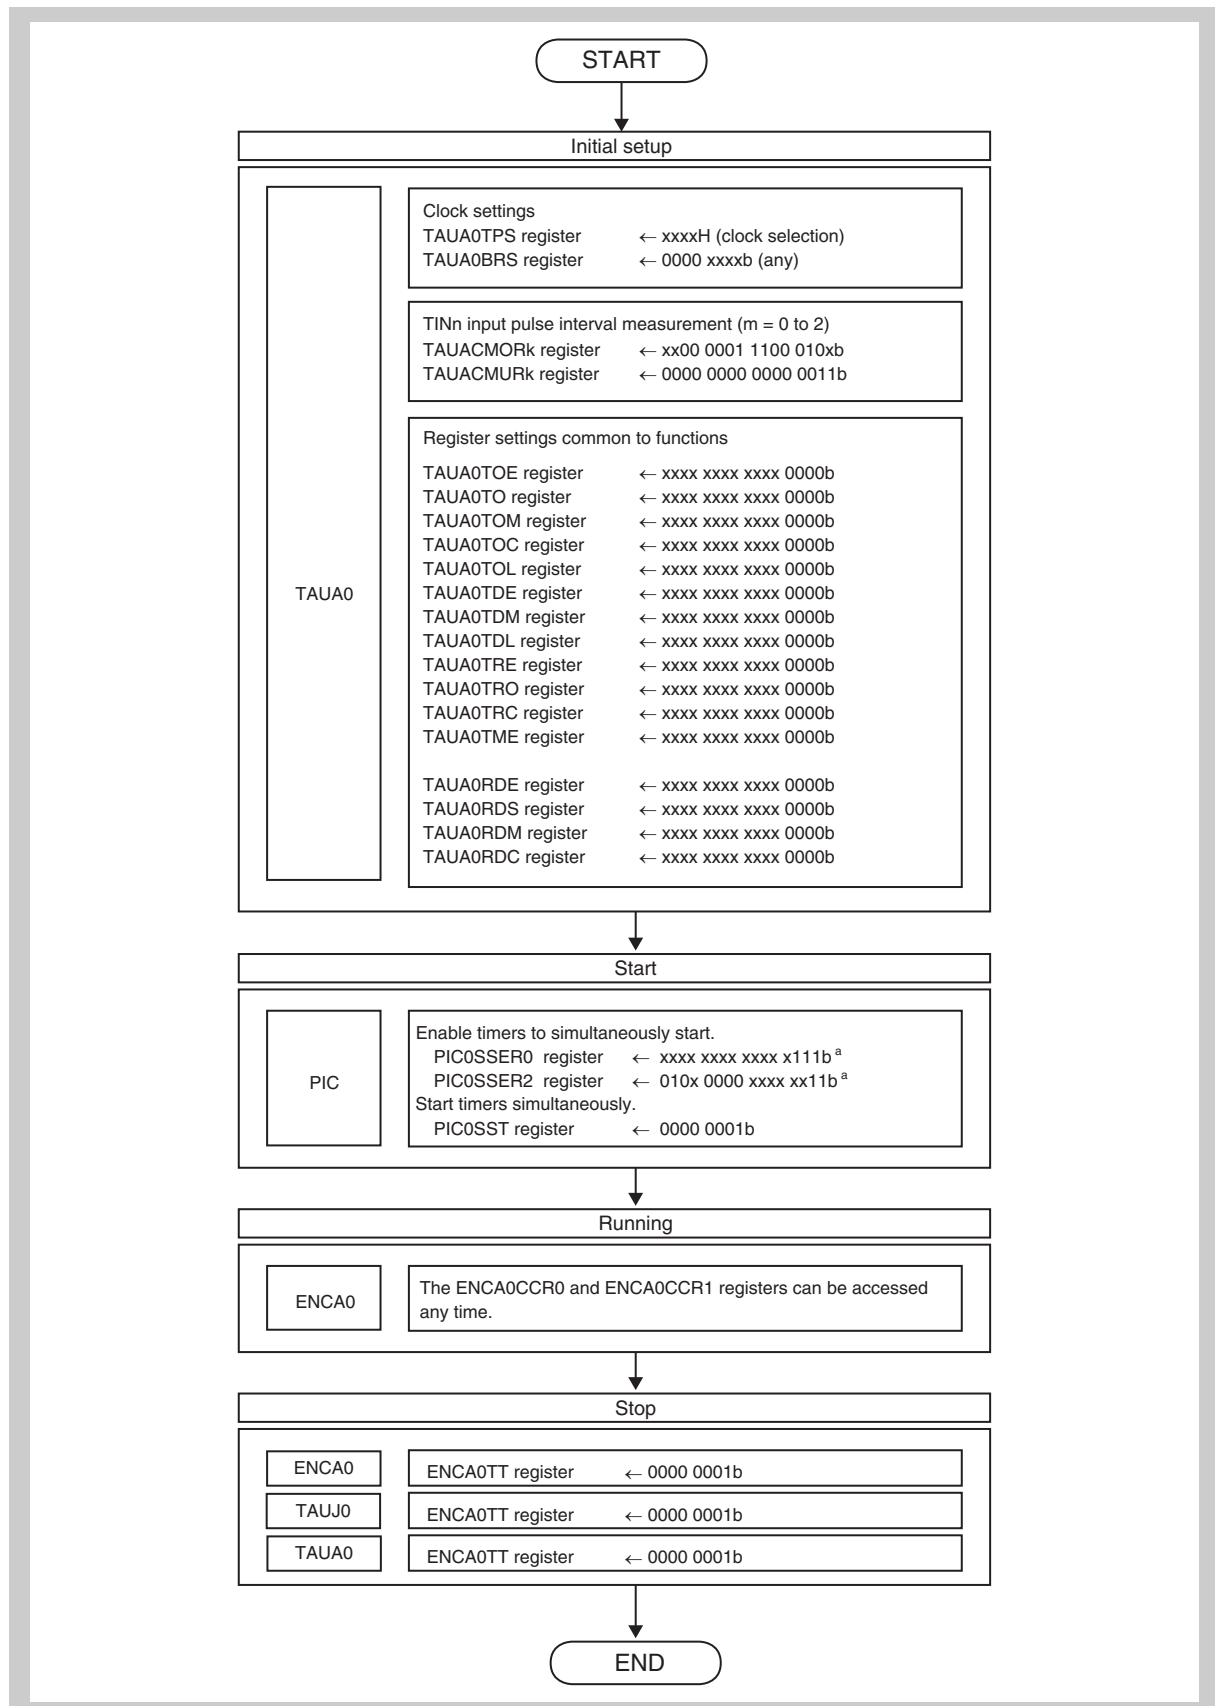 START
Initial setup
TAUA0
Clock settings
TAUA0TPS register ← xxxxH (clock selection)
TAUA0BRS register ← 0000 xxxxb (any)
TINn input pulse interval measurement (m = 0 to 2)
TAUACMORk register ← xx00 0001 1100 010xb
TAUACMURk register ← 0000 0000 0000 0011b
Register settings common to functions
TAUA0TOE register ← xxxx xxxx xxxx 0000b
TAUA0TO register ← xxxx xxxx xxxx 0000b
TAUA0TOM register ← xxxx xxxx xxxx 0000b
TAUA0TOC register ← xxxx xxxx xxxx 0000b
TAUA0TOL register ← xxxx xxxx xxxx 0000b
TAUA0TDE register ← xxxx xxxx xxxx 0000b
TAUA0TDM register ← xxxx xxxx xxxx 0000b
TAUA0TDL register ← xxxx xxxx xxxx 0000b
TAUA0TRE register ← xxxx xxxx xxxx 0000b
TAUA0TRO register ← xxxx xxxx xxxx 0000b
TAUA0TRC register ← xxxx xxxx xxxx 0000b
TAUA0TME register ← xxxx xxxx xxxx 0000b
TAUA0RDE register ← xxxx xxxx xxxx 0000b
TAUA0RDS register ← xxxx xxxx xxxx 0000b
TAUA0RDM register ← xxxx xxxx xxxx 0000b
TAUA0RDC register ← xxxx xxxx xxxx 0000b
Start
PIC
Enable timers to simultaneously start.
PIC0SSER0 register ← xxxx xxxx xxxx x111b a
PIC0SSER2 register ← 010x 0000 xxxx xx11b a
Start timers simultaneously.
PIC0SST register ← 0000 0001b
Running
ENCA0
The ENCA0CCR0 and ENCA0CCR1 registers can be accessed
any time.
Stop
ENCA0 ENCA0TT register ← 0000 0001b
TAUJ0 ENCA0TT register ← 0000 0001b
TAUA0 ENCA0TT register ← 0000 0001b
END